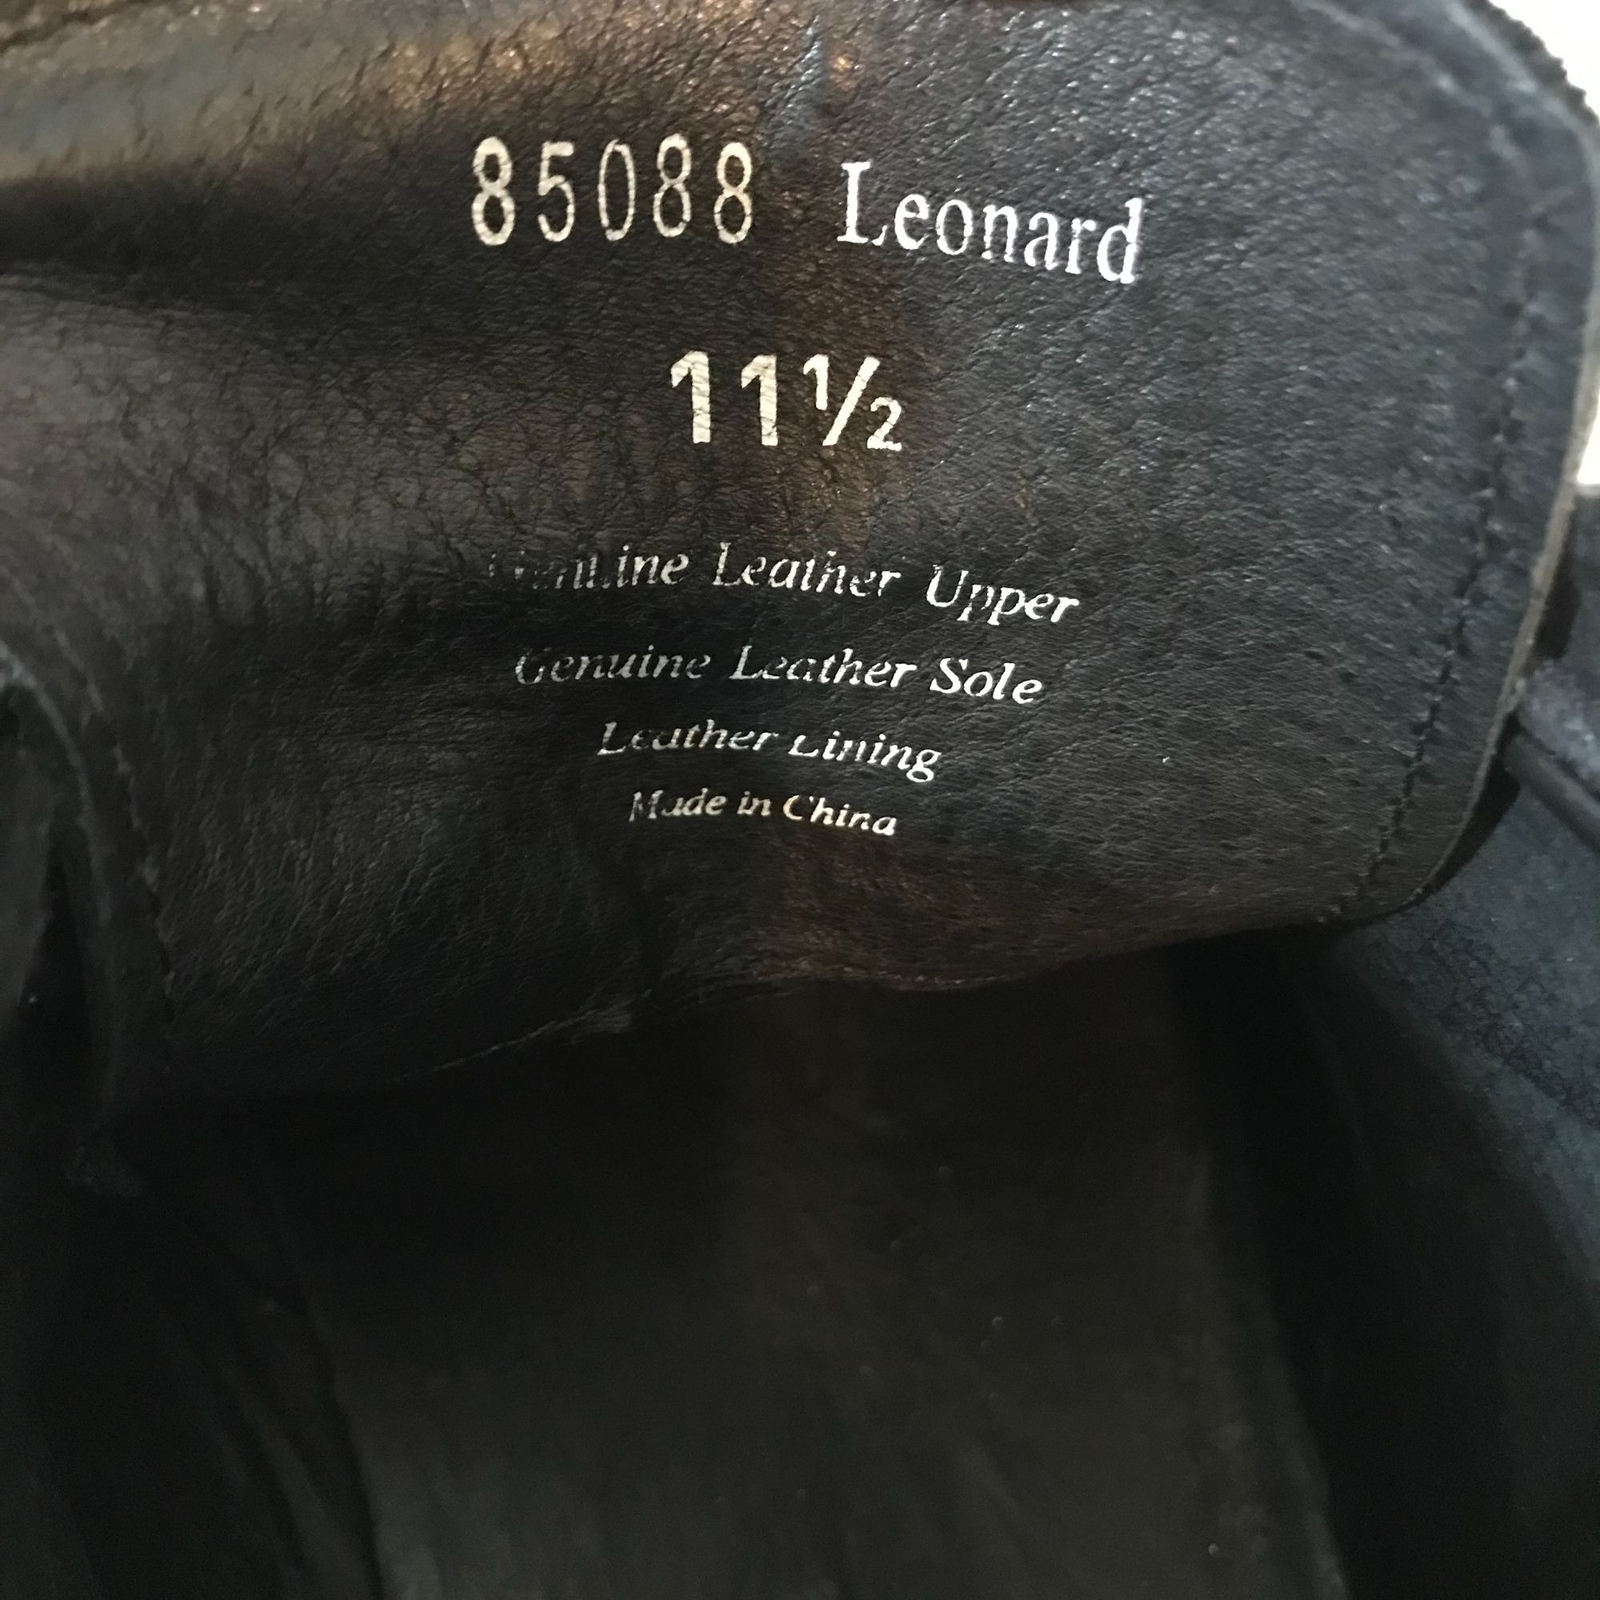 85088 Leonard
11½
Genuine Leather Upper
Genuine Leather Sole
Leather Lining
Made in China